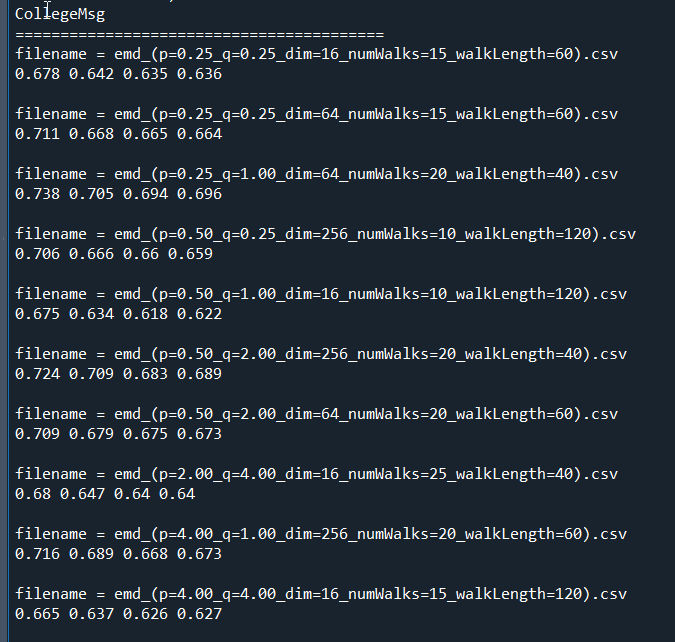 CollegeMsg
========================================
filename = emd_(p=0.25_q=0.25_dim=16_numWalks=15_walkLength=60).csv
0.678 0.642 0.635 0.636
filename = emd_(p=0.25_q=0.25_dim=64_numWalks=15_walkLength=60).csv
0.711 0.668 0.665 0.664
filename = emd_(p=0.25_q=1.00_dim=64_numWalks=20_walkLength=40).csv
0.738 0.705 0.694 0.696
filename = emd_(p=0.50_q=0.25_dim=256_numWalks=10_walkLength=120).csv
0.706 0.666 0.66 0.659
filename = emd_(p=0.50_q=1.00_dim=16_numWalks=10_walkLength=120).csv
0.675 0.634 0.618 0.622
filename = emd_(p=0.50_q=2.00_dim=256_numWalks=20_walkLength=40).csv
0.724 0.709 0.683 0.689
filename = emd_(p=0.50_q=2.00_dim=64_numWalks=20_walkLength=60).csv
0.709 0.679 0.675 0.673
filename = emd_(p=2.00_q=4.00_dim=16_numWalks=25_walkLength=40).csv
0.68 0.647 0.64 0.64
filename = emd_(p=4.00_q=1.00_dim=256_numWalks=20_walkLength=60).csv
0.716 0.689 0.668 0.673
filename = emd_(p=4.00_q=4.00_dim=16_numWalks=15_walkLength=120).csv
0.665 0.637 0.626 0.627